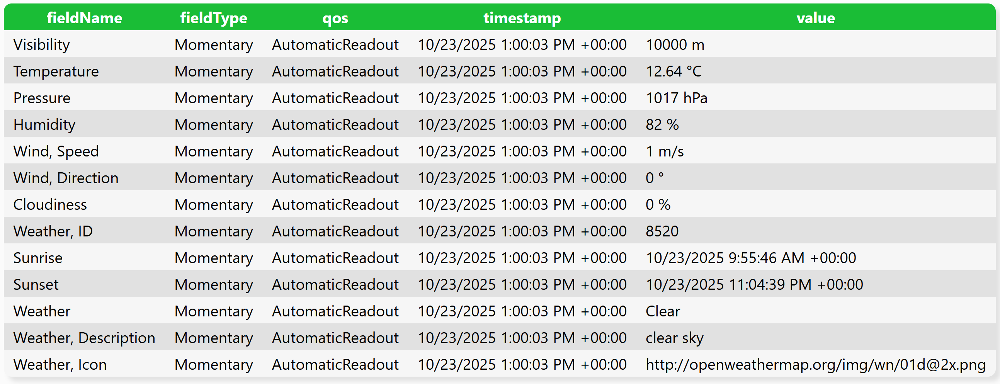 fieldName fieldType qos timestamp value
Visibility Momentary AutomaticReadout 10/23/2025 1:00:03 PM +00:00 10000 m
Temperature Momentary AutomaticReadout 10/23/2025 1:00:03 PM +00:00 12.64 °C
Pressure Momentary AutomaticReadout 10/23/2025 1:00:03 PM +00:00 1017 hPa
Humidity Momentary AutomaticReadout 10/23/2025 1:00:03 PM +00:00 82 %
Wind, Speed Momentary AutomaticReadout 10/23/2025 1:00:03 PM +00:00 1 m/s
Wind, Direction Momentary AutomaticReadout 10/23/2025 1:00:03 PM +00:00 0 °
Cloudiness Momentary AutomaticReadout 10/23/2025 1:00:03 PM +00:00 0 %
Weather, ID Momentary AutomaticReadout 10/23/2025 1:00:03 PM +00:00 8520
Sunrise Momentary AutomaticReadout 10/23/2025 1:00:03 PM +00:00 10/23/2025 9:55:46 AM +00:00
Sunset Momentary AutomaticReadout 10/23/2025 1:00:03 PM +00:00 10/23/2025 11:04:39 PM +00:00
Weather Momentary AutomaticReadout 10/23/2025 1:00:03 PM +00:00 Clear
Weather, Description Momentary AutomaticReadout 10/23/2025 1:00:03 PM +00:00 clear sky
Weather, Icon Momentary AutomaticReadout 10/23/2025 1:00:03 PM +00:00 http://openweathermap.org/img/wn/01d@2x.png